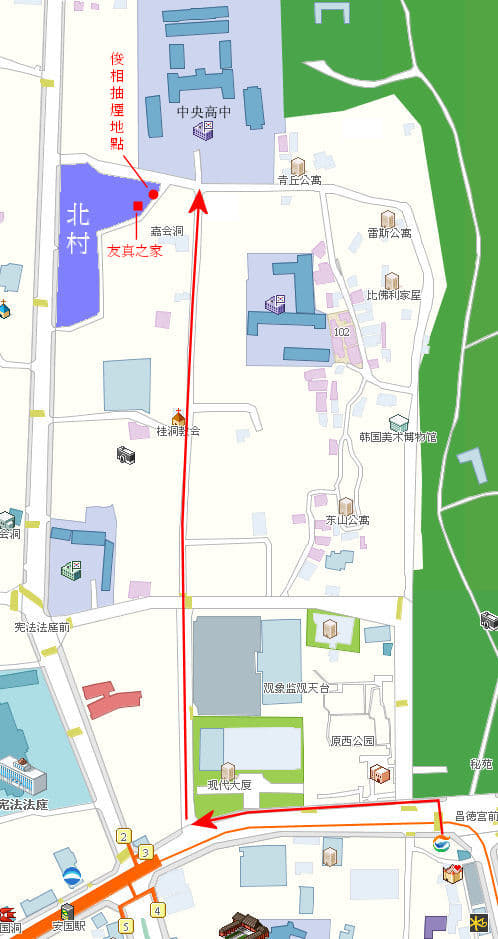 俊相抽煙地點
中央高中
青丘公寓
北村
友真之家
嘉会洞
雷斯公寓
比佛利家屋
102
桂洞教会
韩国美术博物馆
东山公寓
会洞
宪法法庭前
观象监观天台
原西公园
现代大厦
秘苑
宪法法庭
昌德宫前
2
3
4
5
安国駅
国洞